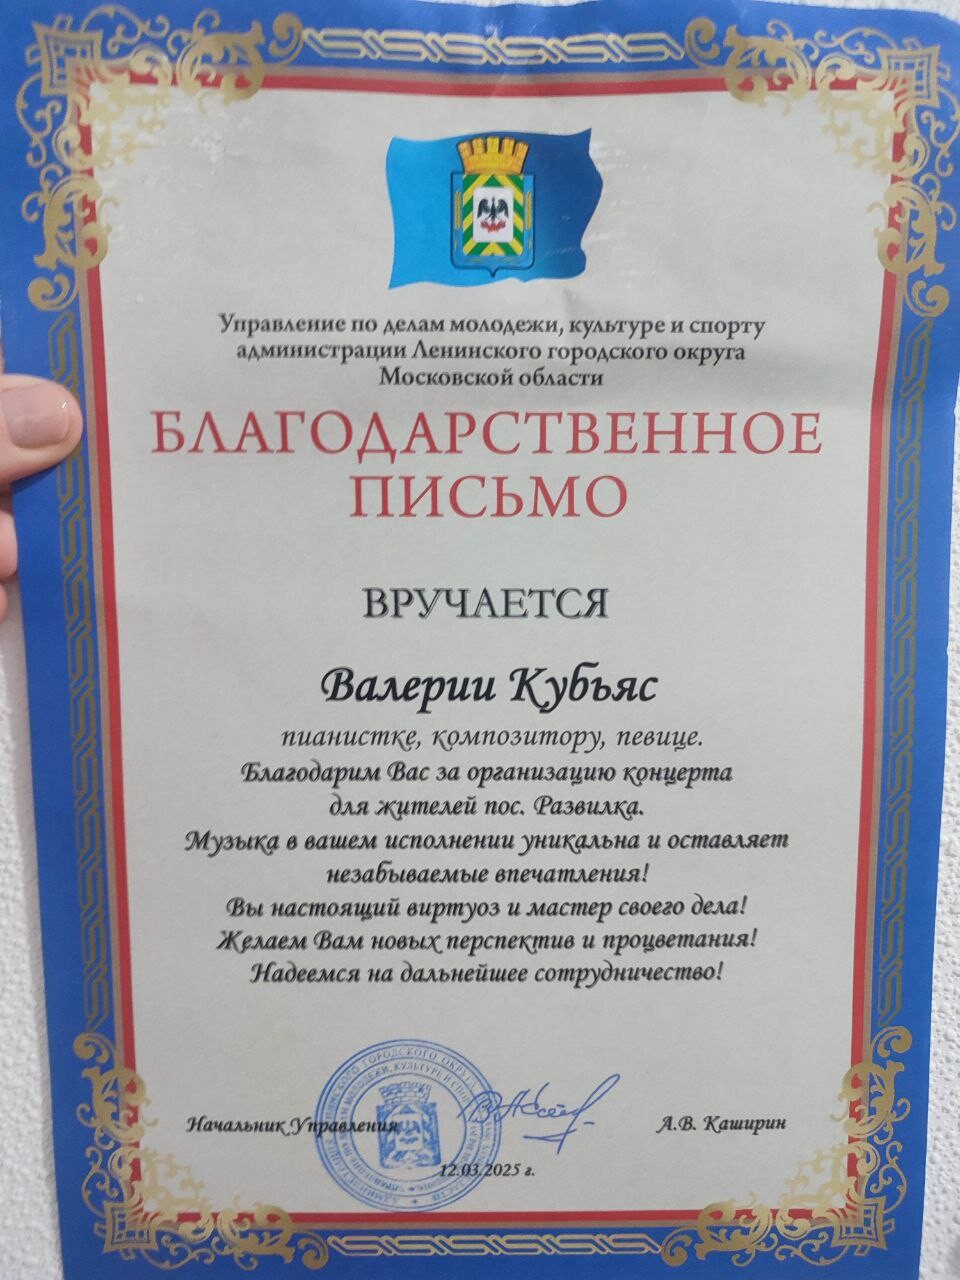 Управление по делам молодежи, культуре и спорту
администрации Ленинского городского округа
Московской области
БЛАГОДАРСТВЕННОЕ
ПИСЬМО
ВРУЧАЕТСЯ
Валерии Кубьяс
пианистке, композитору, певице.
Благодарим Вас за организацию концерта
для жителей пос. Развилка.
Музыка в вашем исполнении уникальна и оставляет
незабываемые впечатления!
Вы настоящий виртуоз и мастер своего дела!
Желаем Вам новых перспектив и процветания!
Надеемся на дальнейшее сотрудничество!
Начальник Управления
А.В. Каширин
12.03.2025 г.